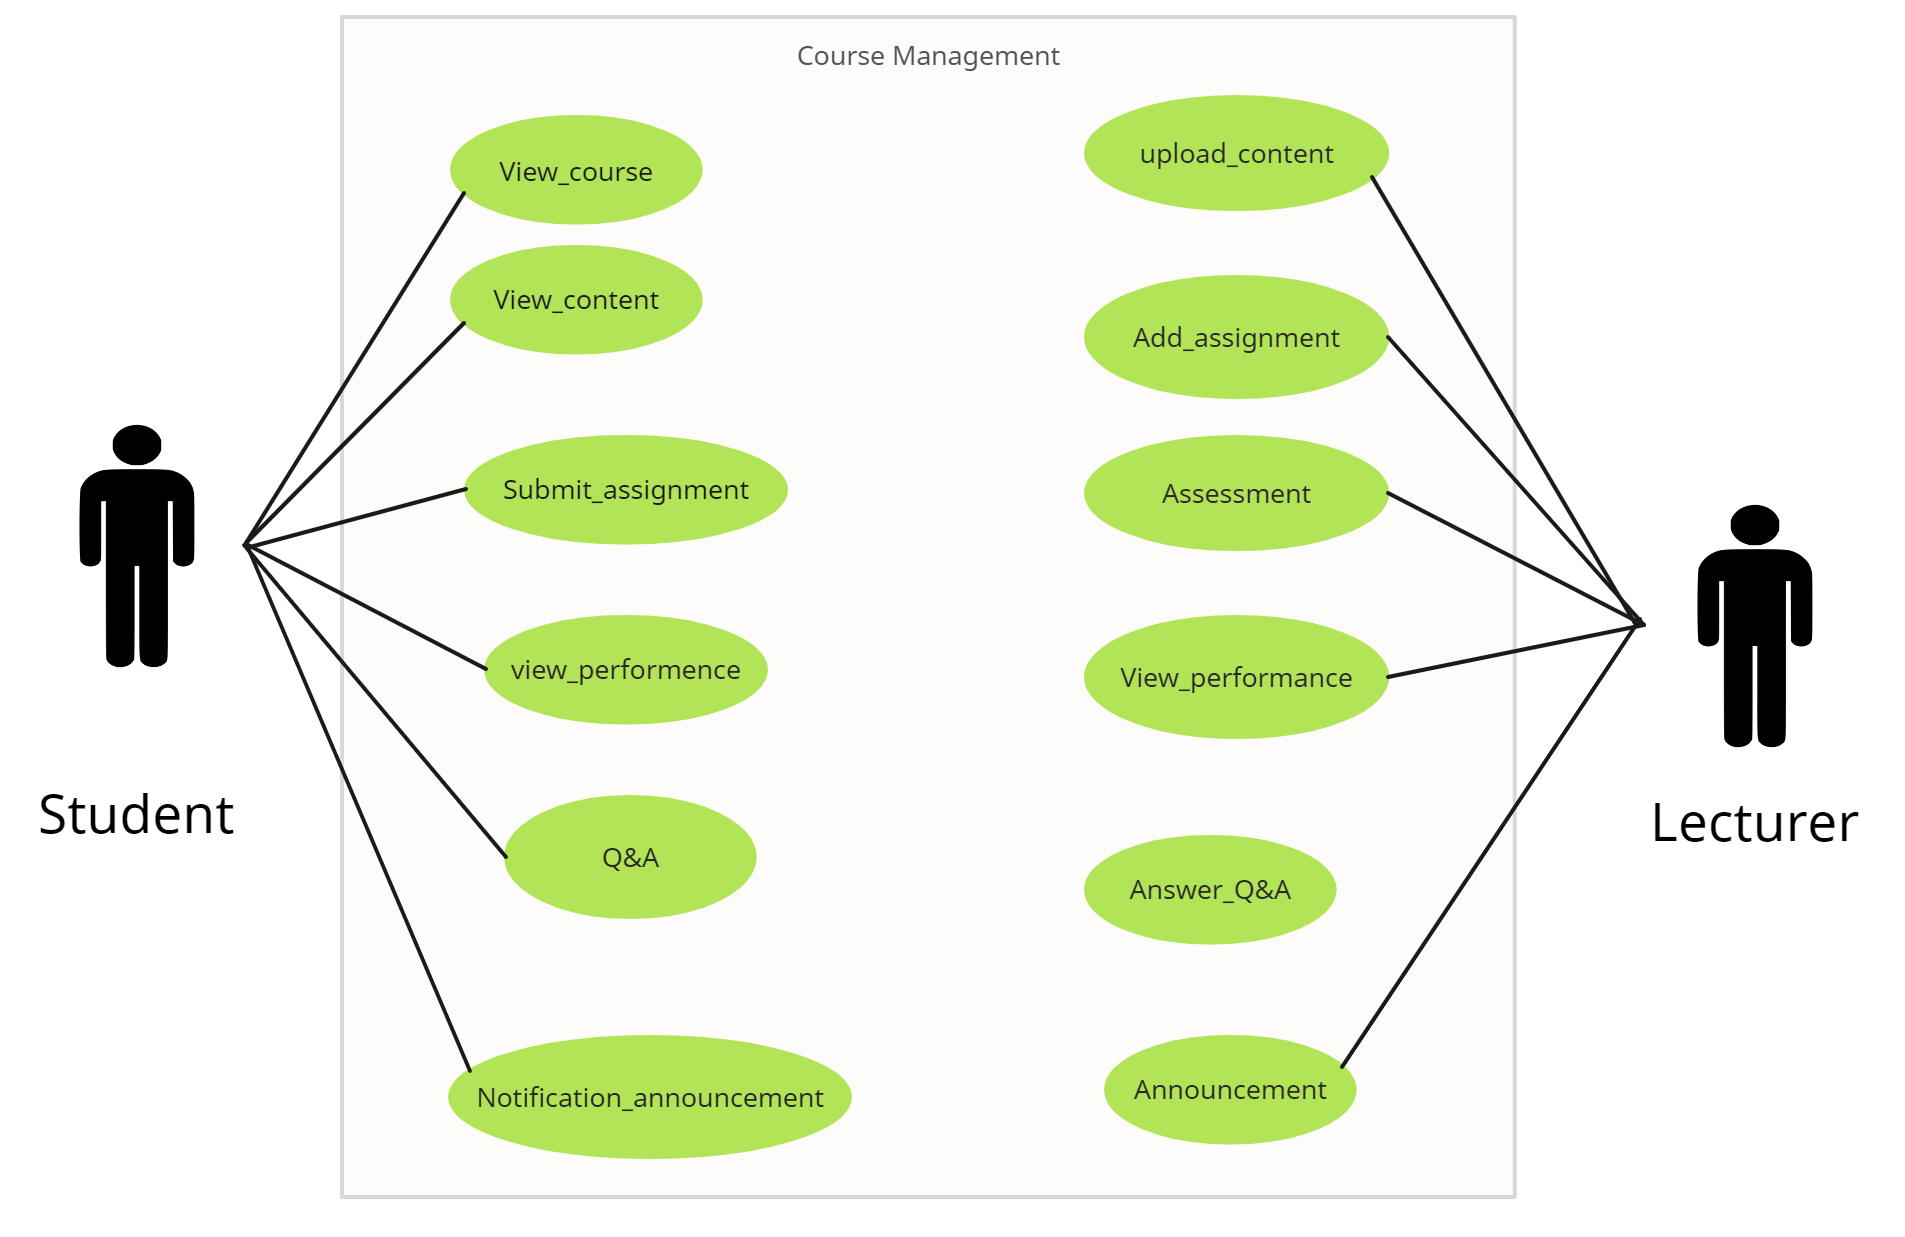 Course Management
View_course
View_content
Submit_assignment
view_performence
Q&A
Notification_announcement
upload_content
Add_assignment
Assessment
View_performance
Answer_Q&A
Announcement
Student
Lecturer